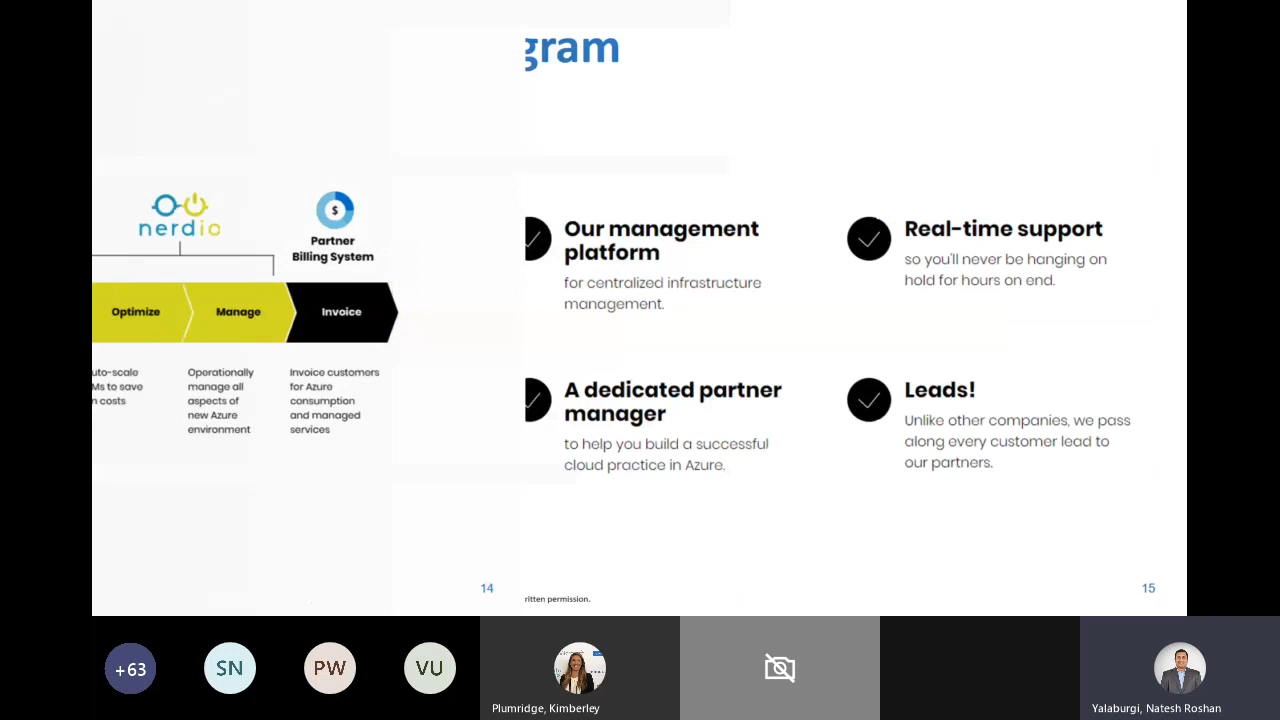 gram
nerdio
Partner
Billing System
Optimize
Manage
Invoice
uto-scale
Ms to save
n costs
Operationally
manage all
aspects of
new Azure
environment
Invoice customers
for Azure
consumption
and managed
services
14
Our management
platform
for centralized infrastructure
management.
Real-time support
so you'll never be hanging on
hold for hours on end.
A dedicated partner
manager
to help you build a successful
cloud practice in Azure.
Leads!
Unlike other companies, we pass
along every customer lead to
our partners.
ritten permission.
15
+63
SN
PW
VU
Plumridge, Kimberley
Yalaburgi, Natesh Roshan